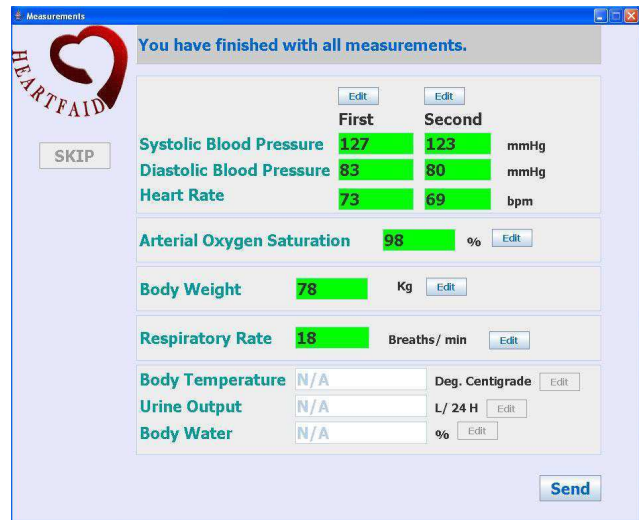 Measurements
You have finished with all measurements.
HEARTFAID
SKIP
Edit Edit
First Second
Systolic Blood Pressure 127 123 mmHg
Diastolic Blood Pressure 83 80 mmHg
Heart Rate 73 69 bpm
Arterial Oxygen Saturation 98 % Edit
Body Weight 78 Kg Edit
Respiratory Rate 18 Breaths/ min Edit
Body Temperature N/A Deg. Centigrade Edit
Urine Output N/A L/ 24 H Edit
Body Water N/A % Edit
Send